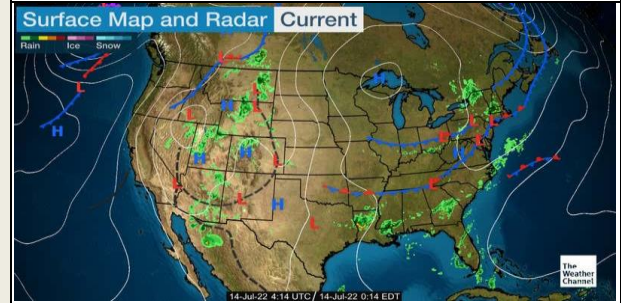 Surface Map and Radar Current
Rain Ice Snow
L
L
H
L
H
L
L
L
H
H
H
L
L
L
H
L
H
L
L
L
L
H
L
The
Weather
Channel
14-Jul-22 4:14 UTC / 14-Jul-22 0:14 EDT